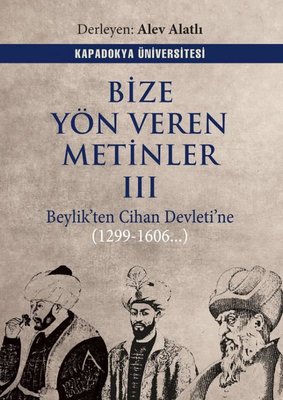 Derleyen: Alev Alatlı
KAPADOKYA ÜNİVERSİTESİ
BİZE
YÖN VEREN
METİNLER
III
Beylik'ten Cihan Devleti'ne
(1299-1606...)